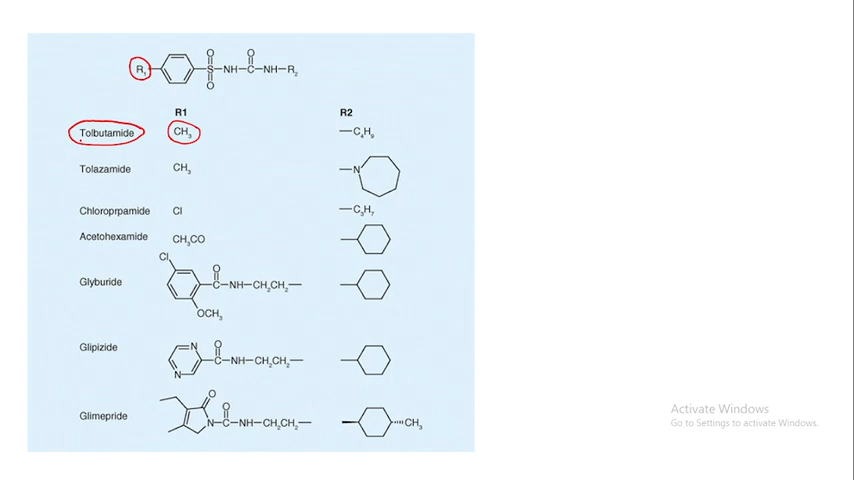 R₁ S NH C NH R₂
O O
O
R1 R2
Tolbutamide CH₃ C₄H₉
Tolazamide CH₃ N
Chloroprpamide Cl C₃H₇
Acetohexamide CH₃CO
Cl
O
Glyburide C NH CH₂CH₂
OCH₃
O
Glipizide N N C NH CH₂CH₂
O
O
Glimepride N C NH CH₂CH₂ CH₃
Activate Windows
Go to Settings to activate Windows.